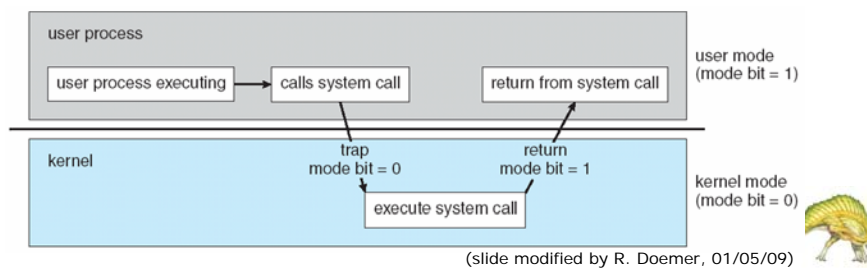 user process
user process executing
calls system call
return from system call
user mode
(mode bit = 1)
trap
mode bit = 0
return
mode bit = 1
kernel
execute system call
kernel mode
(mode bit = 0)
(slide modified by R. Doemer, 01/05/09)